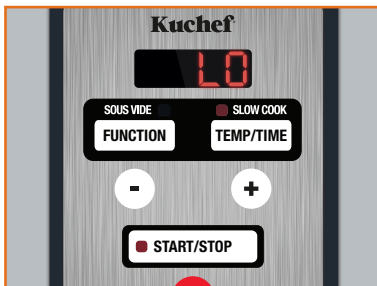 Kuchef
LO
SOUS VIDE SLOW COOK
FUNCTION TEMP/TIME
- +
START/STOP